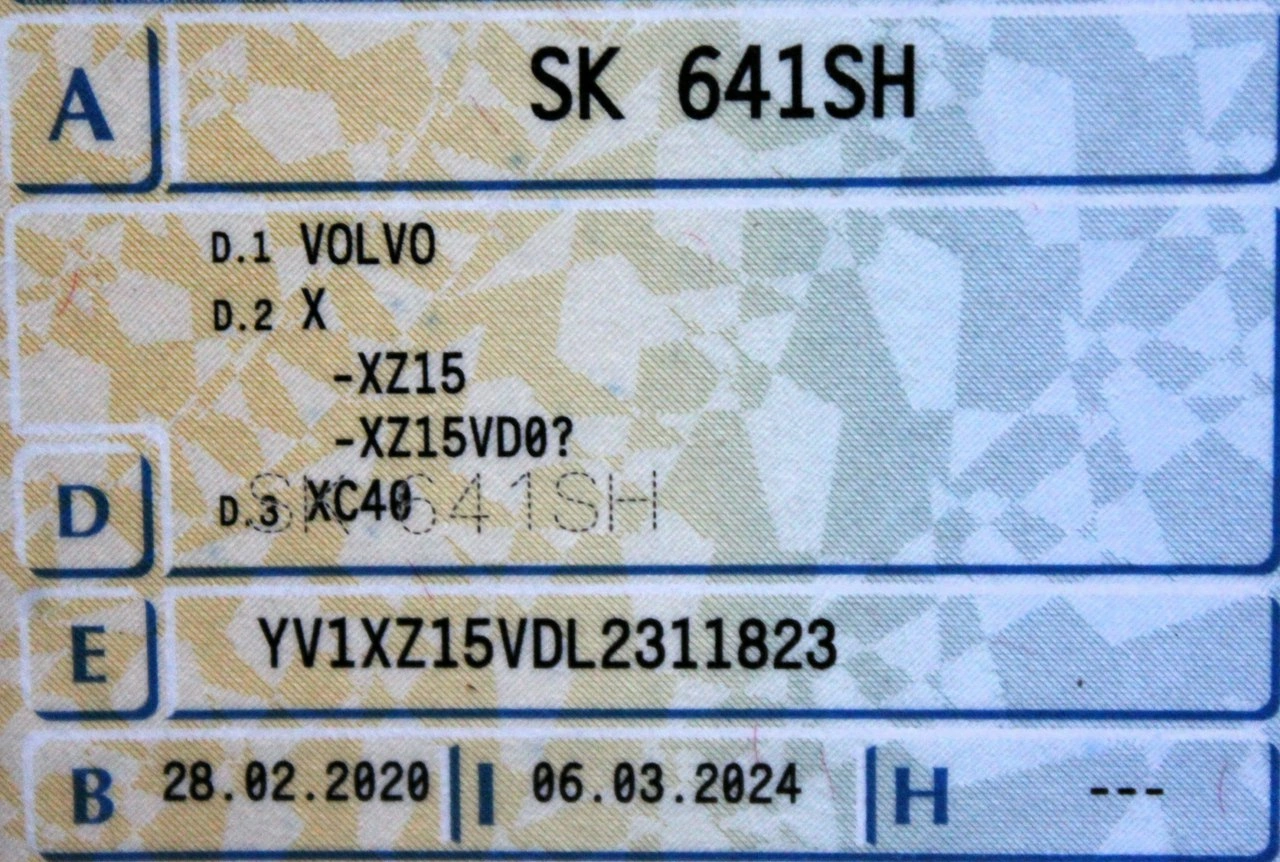 A SK 641SH
D.1 VOLVO
D.2 X
-XZ15
-XZ15VD0?
D D.3 XC40
SK 641SH
E YV1XZ15VDL2311823
B 28.02.2020 I 06.03.2024 H ---